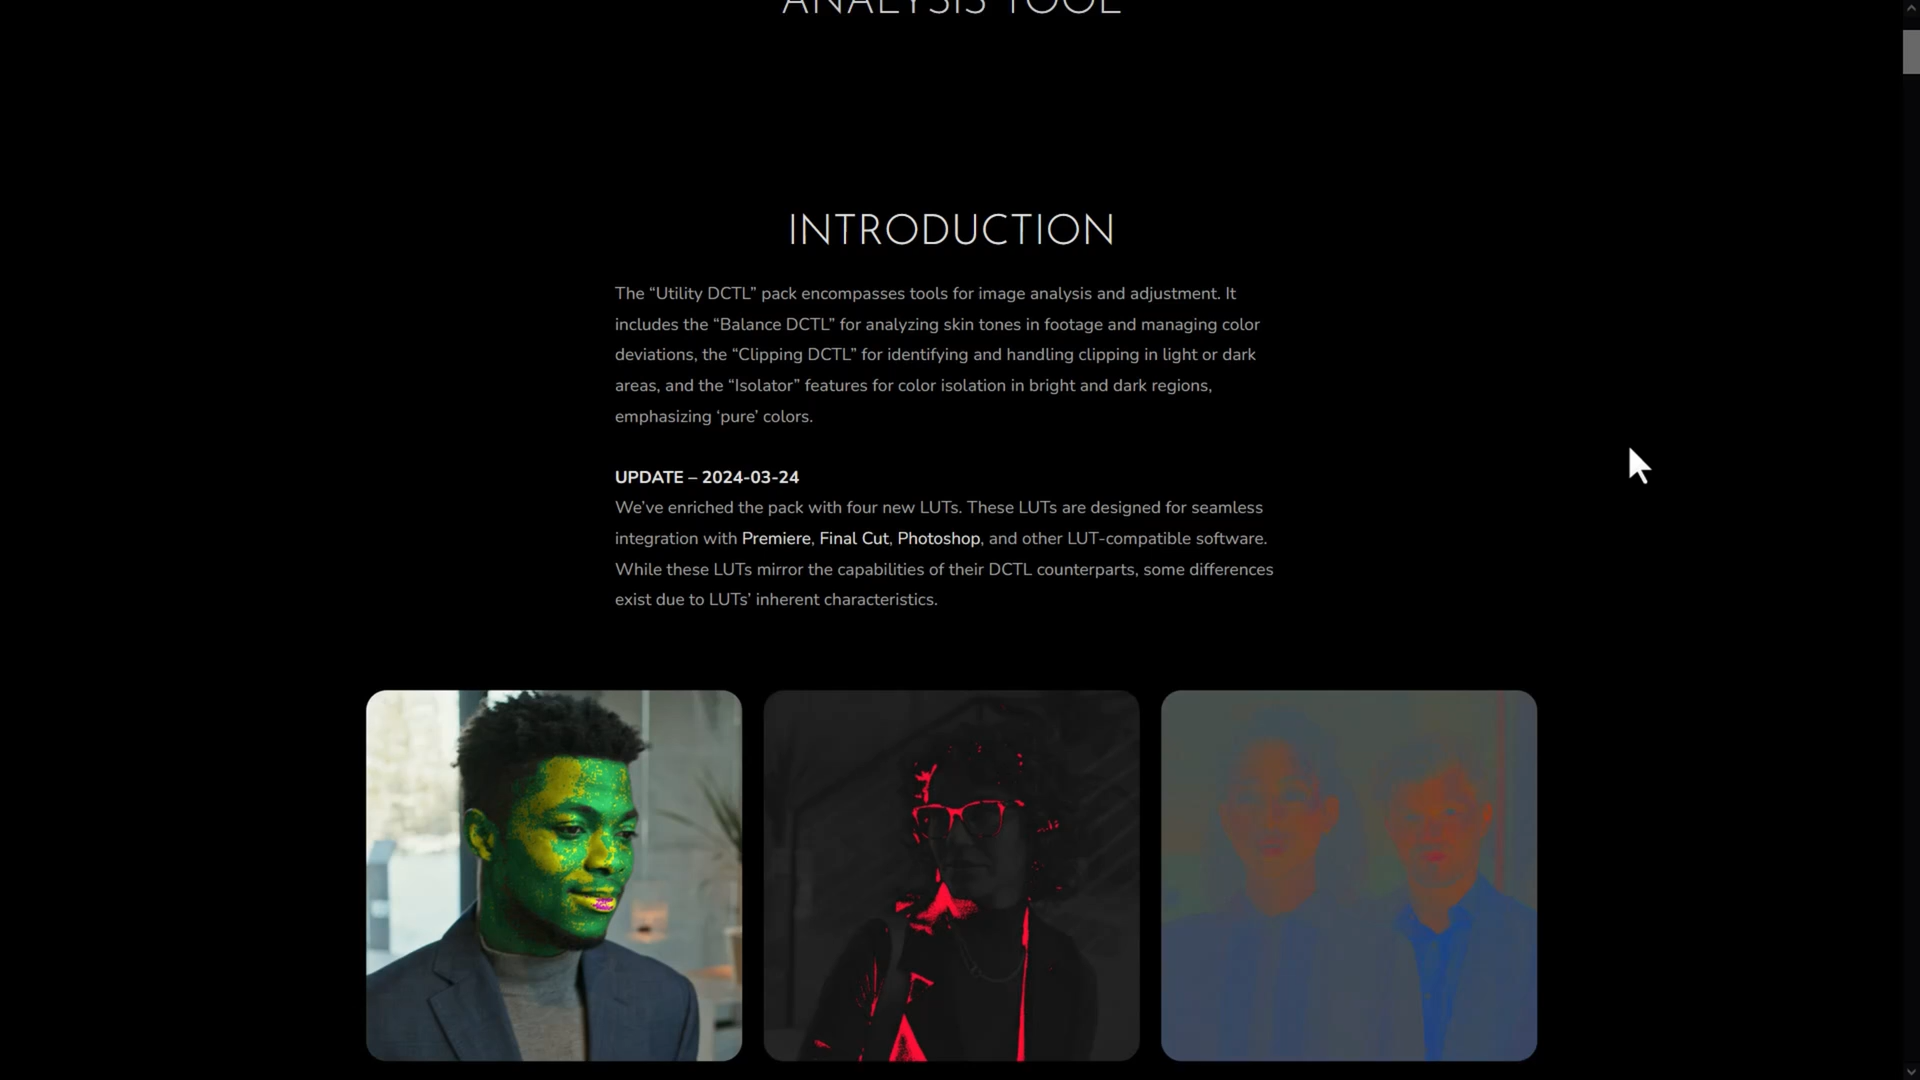 ANALYSIS TOOL
INTRODUCTION
The “Utility DCTL” pack encompasses tools for image analysis and adjustment. It
includes the “Balance DCTL” for analyzing skin tones in footage and managing color
deviations, the “Clipping DCTL” for identifying and handling clipping in light or dark
areas, and the “Isolator” features for color isolation in bright and dark regions,
emphasizing ‘pure’ colors.
UPDATE – 2024-03-24
We’ve enriched the pack with four new LUTs. These LUTs are designed for seamless
integration with Premiere, Final Cut, Photoshop, and other LUT-compatible software.
While these LUTs mirror the capabilities of their DCTL counterparts, some differences
exist due to LUTs’ inherent characteristics.